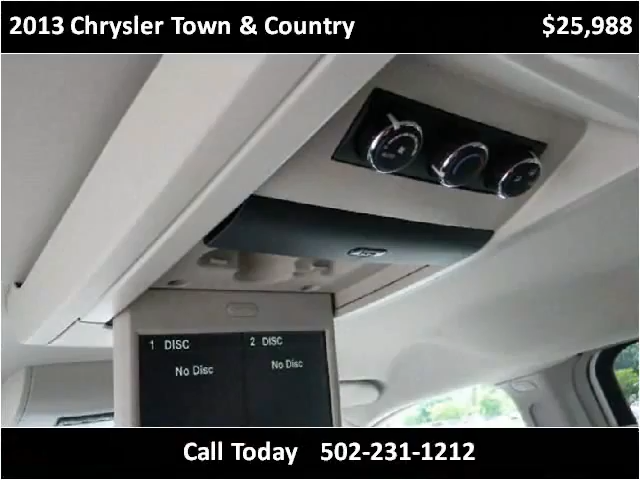 2013 Chrysler Town & Country $25,988
1 DISC 2 DISC
No Disc No Disc
Call Today 502-231-1212